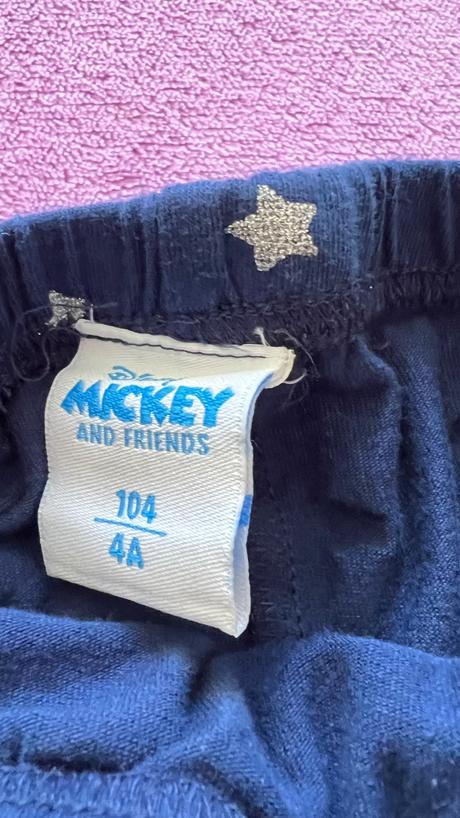 Disney
MICKEY
AND FRIENDS
104
4A